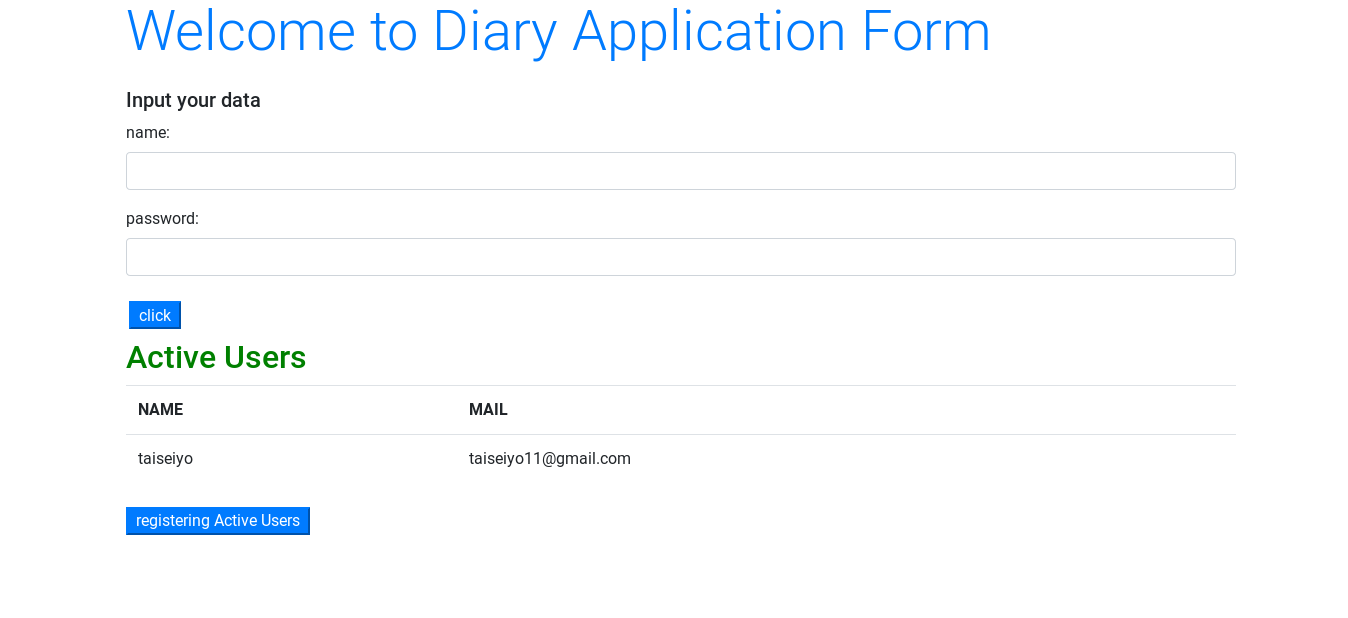 Welcome to Diary Application Form
Input your data
name:
password:
click
Active Users
NAME MAIL
taiseiyo taiseiyo11@gmail.com
registering Active Users